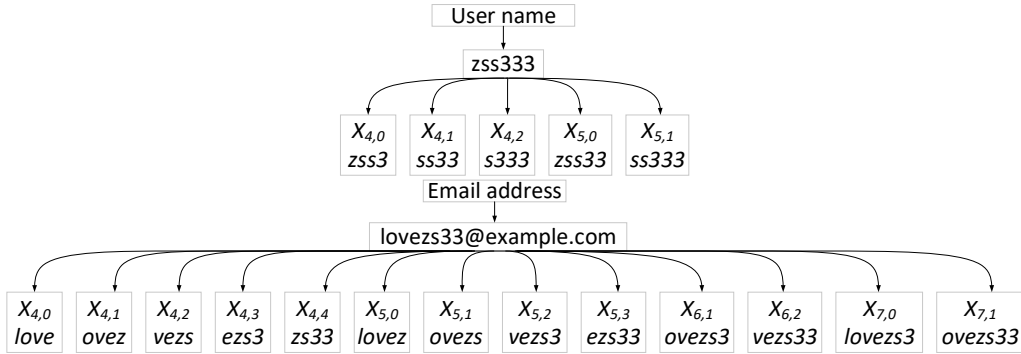 User name
zss333
X4,0 X4,1 X4,2 X5,0 X5,1
zss3 ss33 s333 zss33 ss333
Email address
lovezs33@example.com
X4,0 X4,1 X4,2 X4,3 X4,4 X5,0 X5,1 X5,2 X5,3 X6,1 X6,2 X7,0 X7,1
love ovez vezs ezs3 zs33 lovez ovezs vezs3 ezs33 ovezs3 vezs33 lovezs3 ovezs33